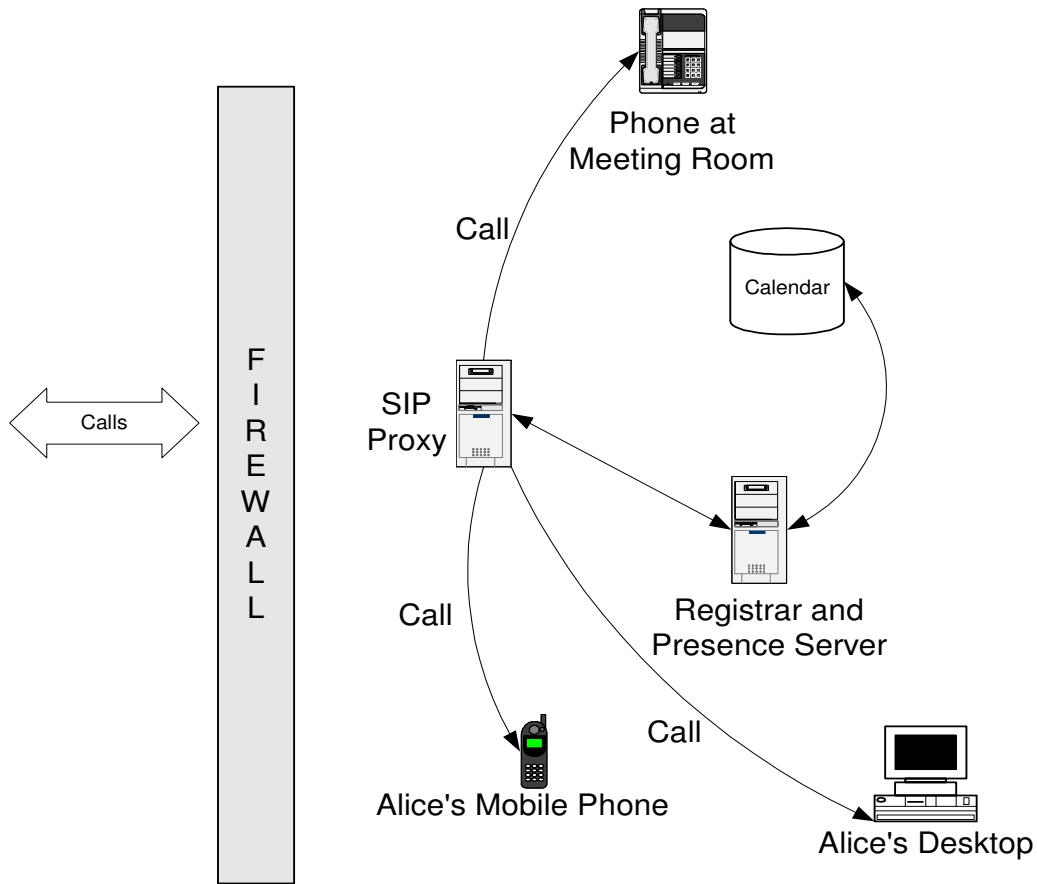 Phone at
Meeting Room
Call
Calendar
FIREWALL
Calls
SIP
Proxy
Registrar and
Presence Server
Call
Call
Alice's Mobile Phone
Alice's Desktop